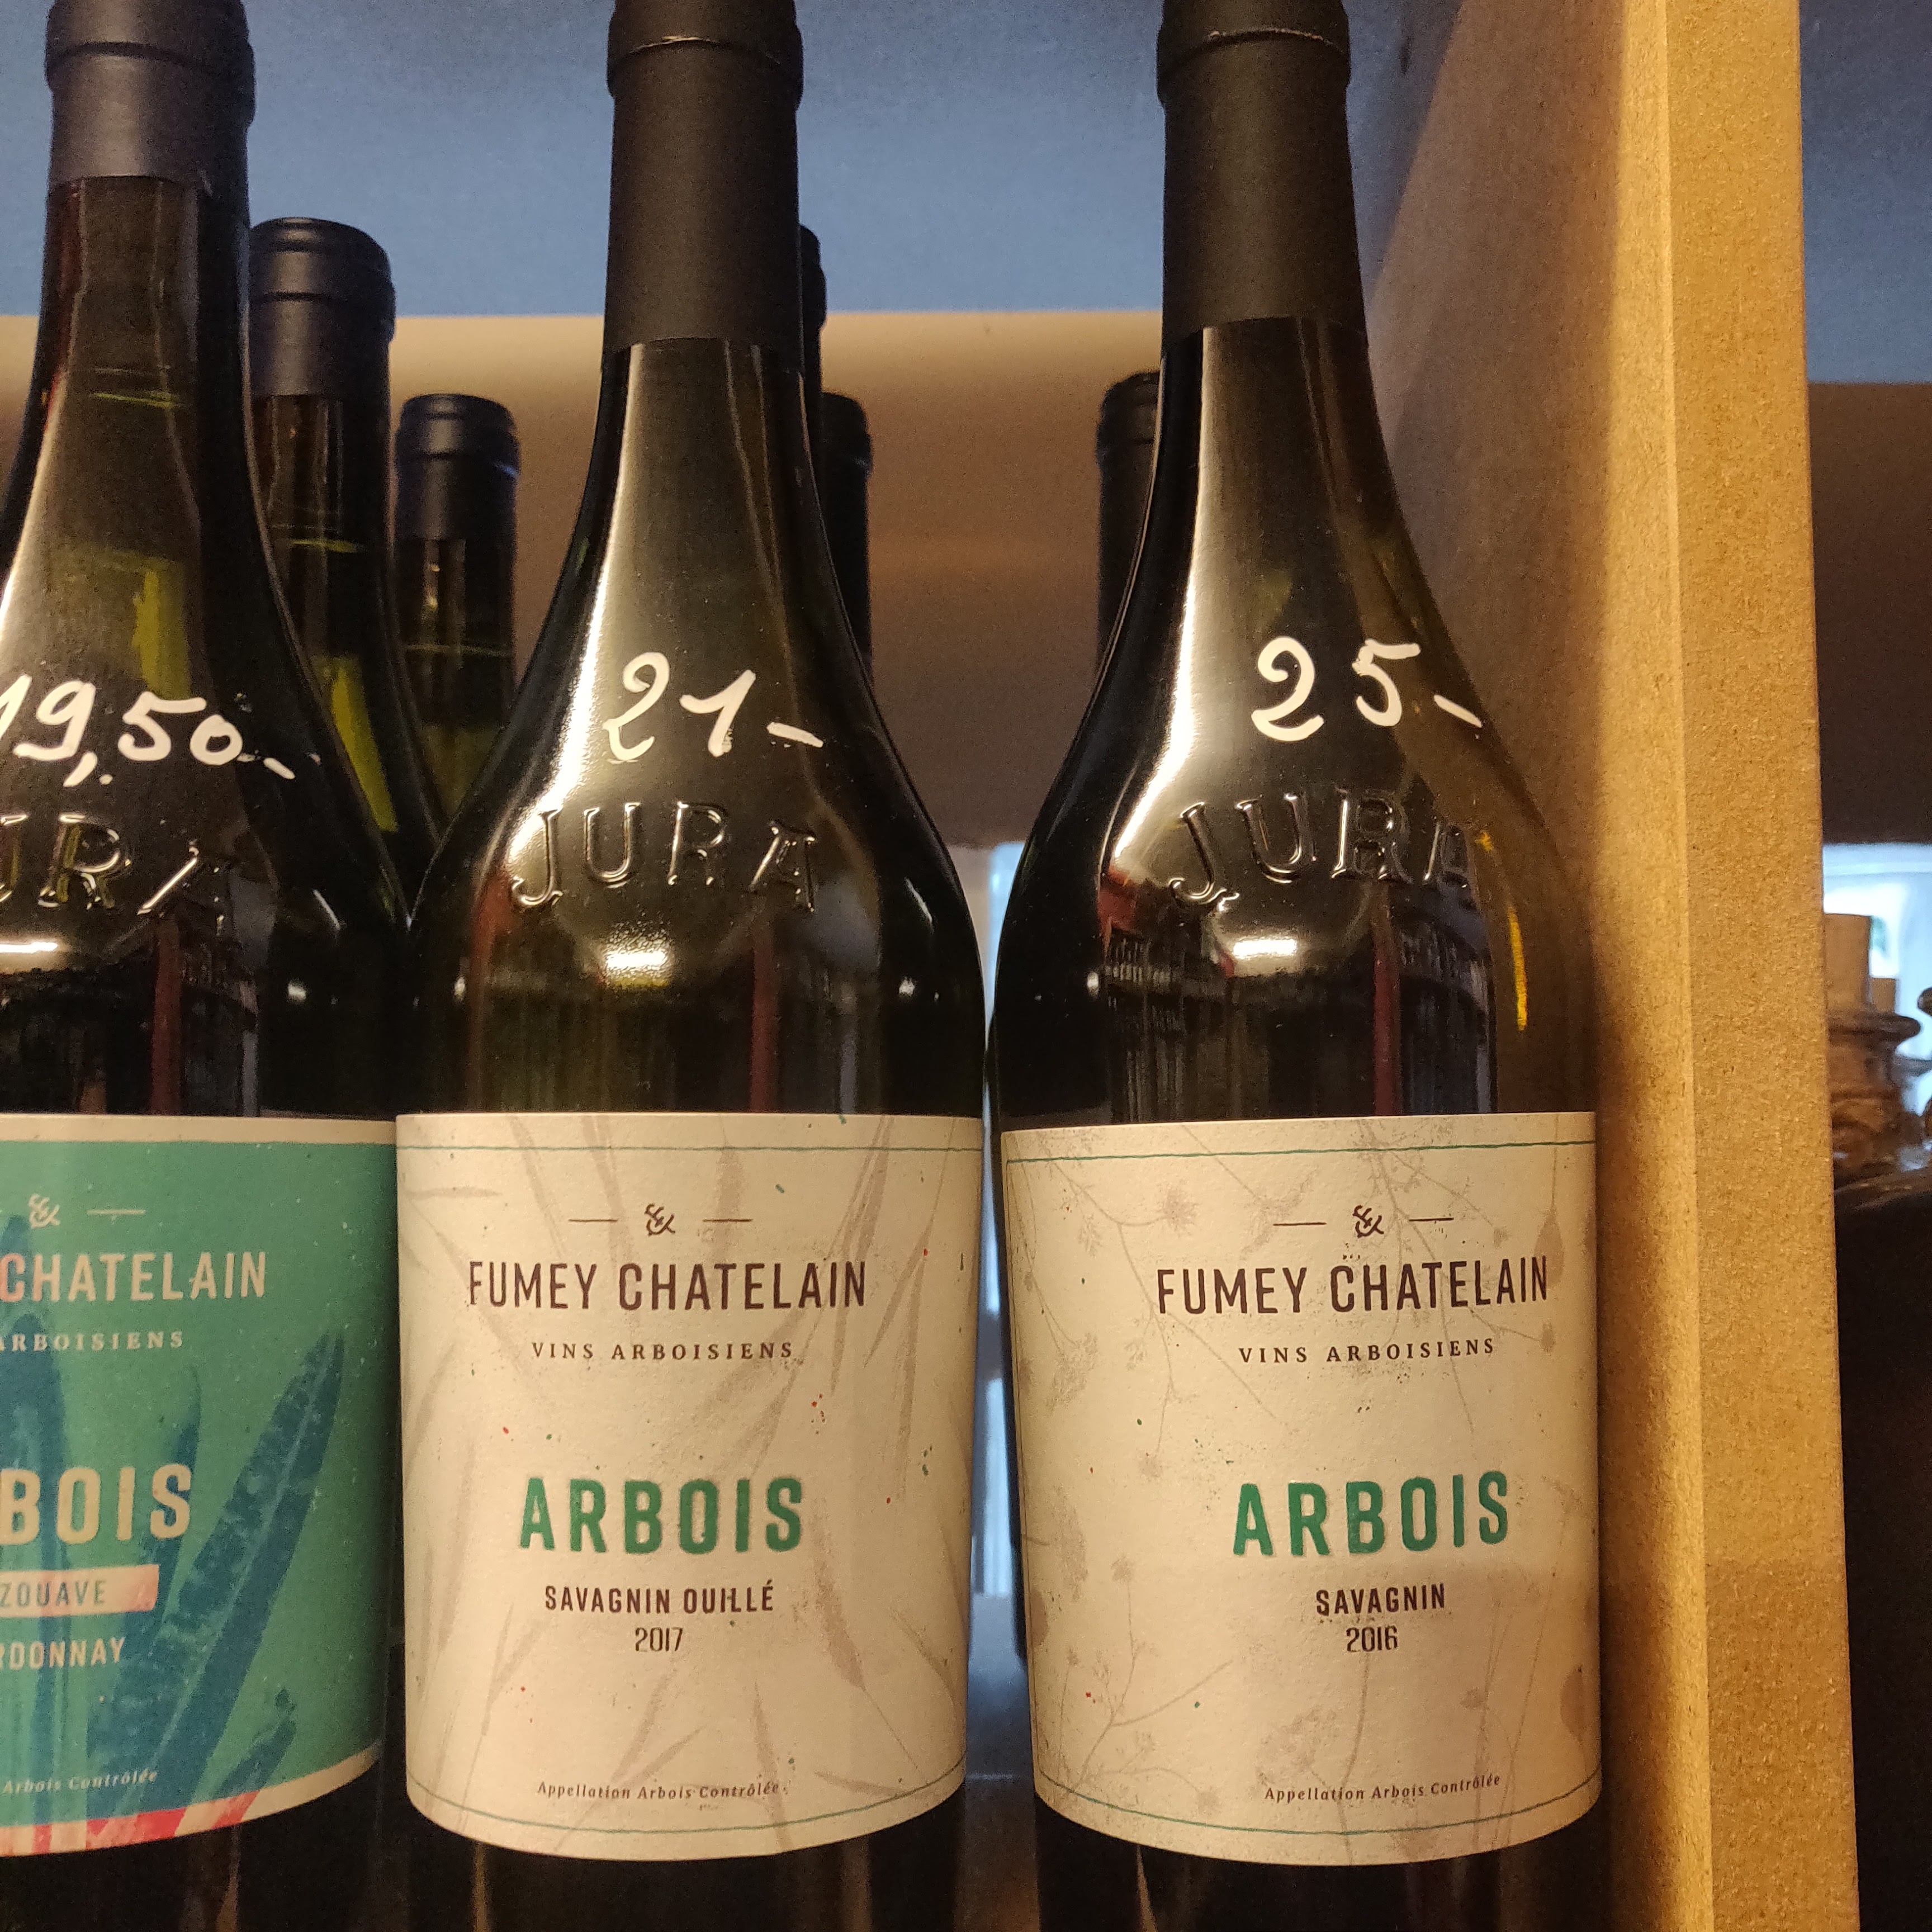 19,50-
URA
&
CHATELAIN
ARBOISIENS
BOIS
ZOUAVE
RDONNAY
Arbois Contrôlée
21-
JURA
&
FUMEY CHATELAIN
VINS ARBOISIENS
ARBOIS
SAVAGNIN OUILLÉ
2017
Appellation Arbois Contrôlée
25-
JURA
&
FUMEY CHATELAIN
VINS ARBOISIENS
ARBOIS
SAVAGNIN
2016
Appellation Arbois Contrôlée